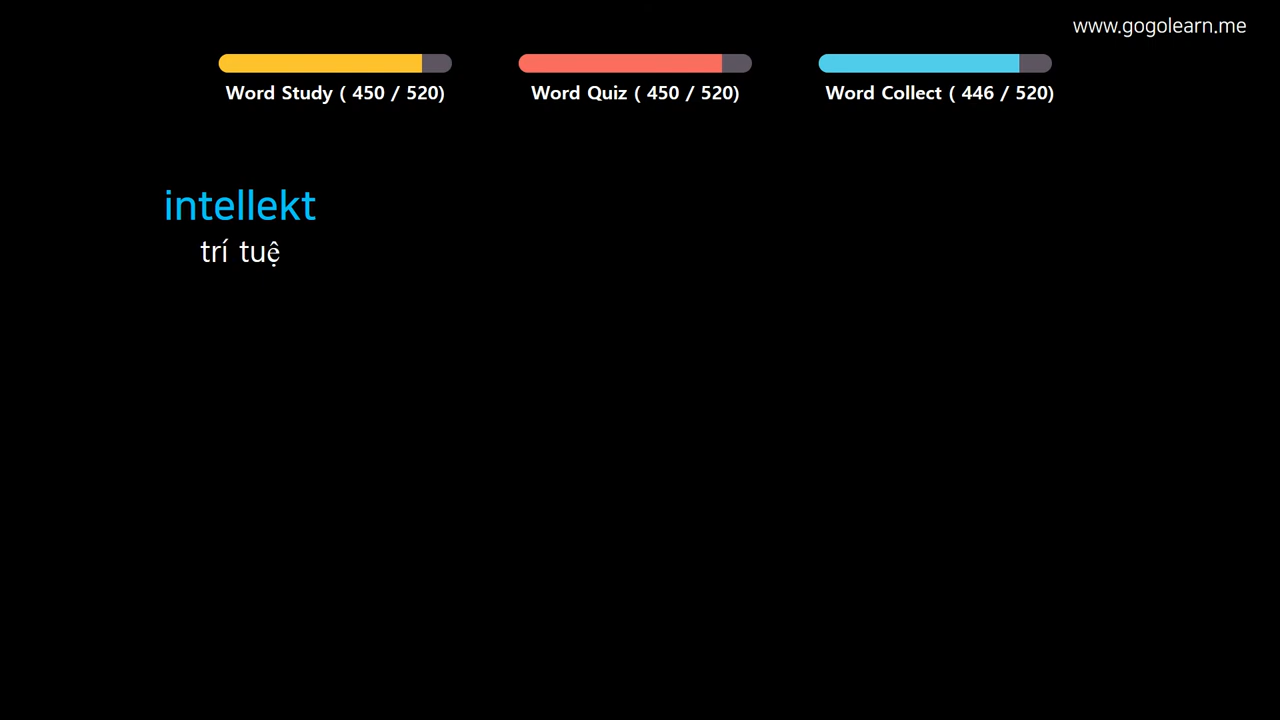 www.gogolearn.me
Word Study ( 450 / 520)
Word Quiz ( 450 / 520)
Word Collect ( 446 / 520)
intellekt
trí tuệ